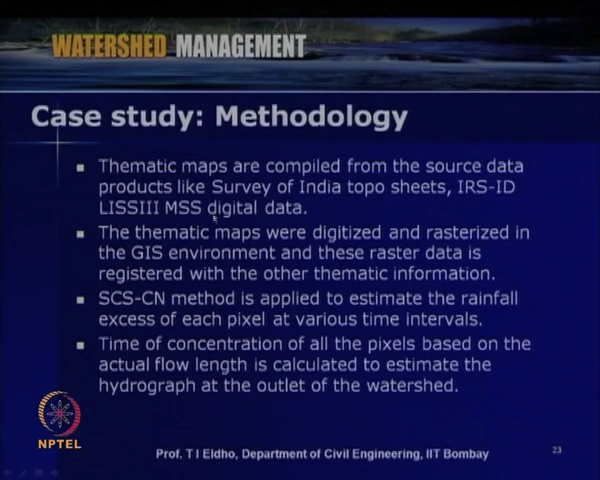 WATERSHED MANAGEMENT
Case study: Methodology
Thematic maps are compiled from the source data
products like Survey of India topo sheets, IRS-ID
LISSIII MSS digital data.
The thematic maps were digitized and rasterized in
the GIS environment and these raster data is
registered with the other thematic information.
SCS-CN method is applied to estimate the rainfall
excess of each pixel at various time intervals.
Time of concentration of all the pixels based on the
actual flow length is calculated to estimate the
hydrograph at the outlet of the watershed.
NPTEL
Prof. T I Eldho, Department of Civil Engineering, IIT Bombay
23